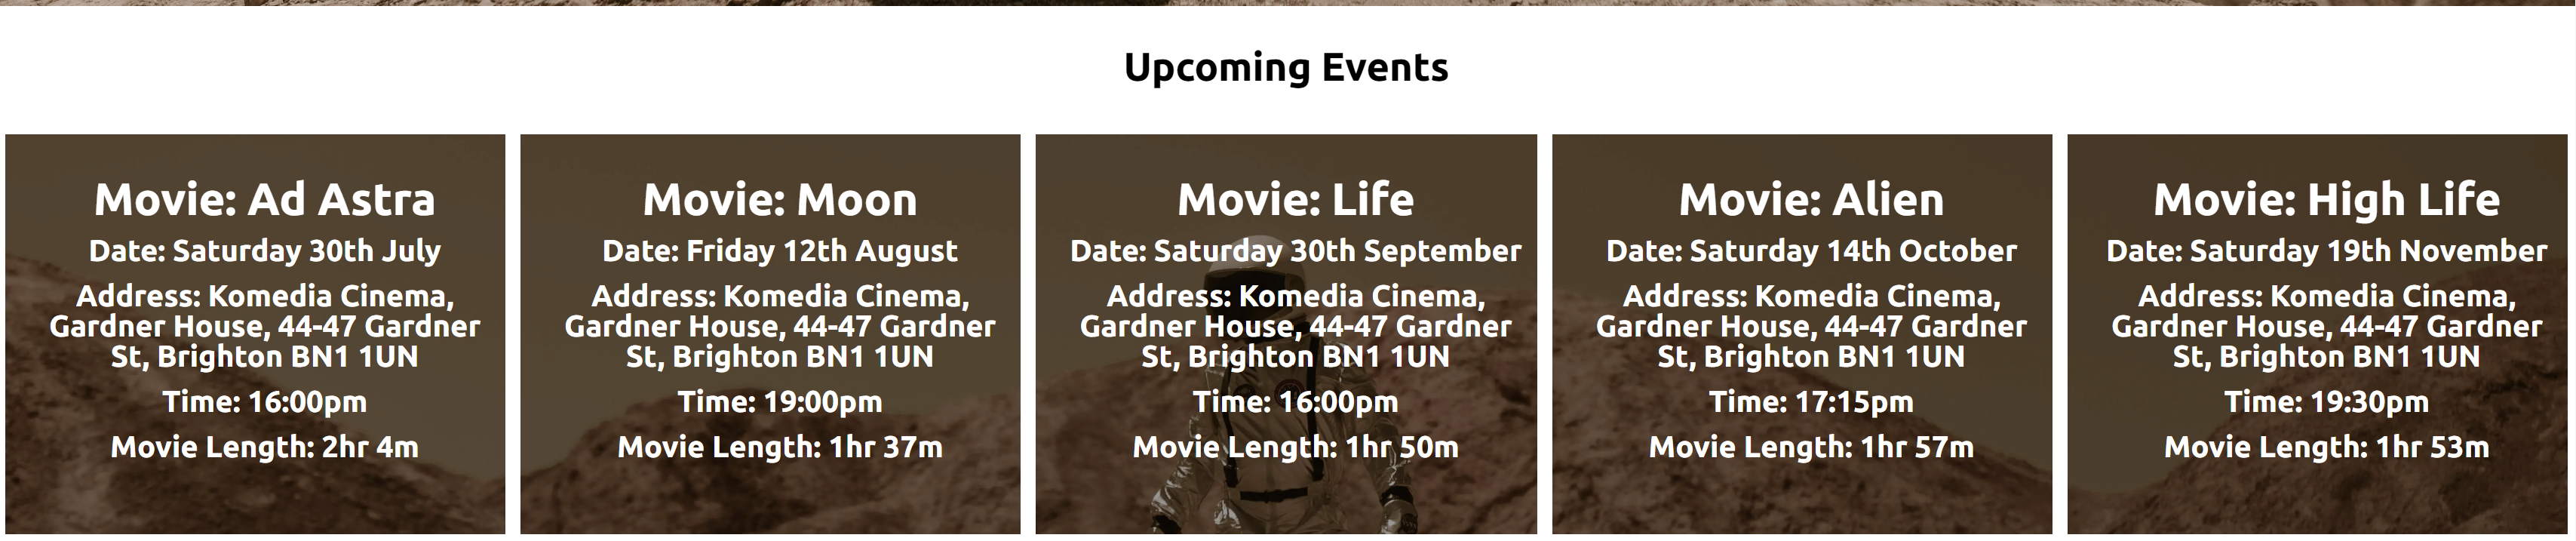 Upcoming Events
Movie: Ad Astra
Date: Saturday 30th July
Address: Komedia Cinema,
Gardner House, 44-47 Gardner
St, Brighton BN1 1UN
Time: 16:00pm
Movie Length: 2hr 4m
Movie: Moon
Date: Friday 12th August
Address: Komedia Cinema,
Gardner House, 44-47 Gardner
St, Brighton BN1 1UN
Time: 19:00pm
Movie Length: 1hr 37m
Movie: Life
Date: Saturday 30th September
Address: Komedia Cinema,
Gardner House, 44-47 Gardner
St, Brighton BN1 1UN
Time: 16:00pm
Movie Length: 1hr 50m
Movie: Alien
Date: Saturday 14th October
Address: Komedia Cinema,
Gardner House, 44-47 Gardner
St, Brighton BN1 1UN
Time: 17:15pm
Movie Length: 1hr 57m
Movie: High Life
Date: Saturday 19th November
Address: Komedia Cinema,
Gardner House, 44-47 Gardner
St, Brighton BN1 1UN
Time: 19:30pm
Movie Length: 1hr 53m